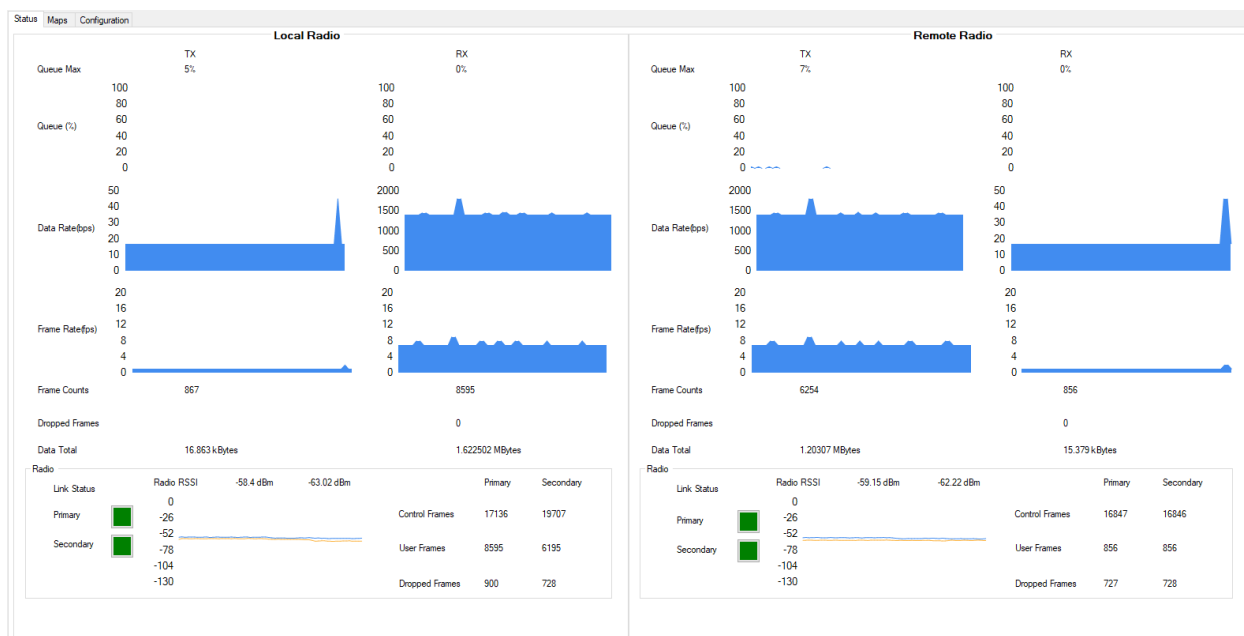 Status Maps Configuration
Local Radio
TX RX
Queue Max 5% 0%
Queue (%)
100
80
60
40
20
0
100
80
60
40
20
0
Data Rate(bps)
50
40
30
20
10
0
2000
1500
1000
500
0
Frame Rate(fps)
20
16
12
8
4
0
20
16
12
8
4
0
Frame Counts 867 8595
Dropped Frames 0
Data Total 16.863 kBytes 1.622502 MBytes
Radio
Link Status
Primary
Secondary
Radio RSSI -58.4 dBm -63.02 dBm
0
-26
-52
-78
-104
-130
Primary Secondary
Control Frames 17136 19707
User Frames 8595 6195
Dropped Frames 900 728
Remote Radio
TX RX
Queue Max 7% 0%
Queue (%)
100
80
60
40
20
0
100
80
60
40
20
0
Data Rate(bps)
2000
1500
1000
500
0
50
40
30
20
10
0
Frame Rate(fps)
20
16
12
8
4
0
20
16
12
8
4
0
Frame Counts 6254 856
Dropped Frames 0
Data Total 1.20307 MBytes 15.379 kBytes
Radio
Link Status
Primary
Secondary
Radio RSSI -59.15 dBm -62.22 dBm
0
-26
-52
-78
-104
-130
Primary Secondary
Control Frames 16847 16846
User Frames 856 856
Dropped Frames 727 728